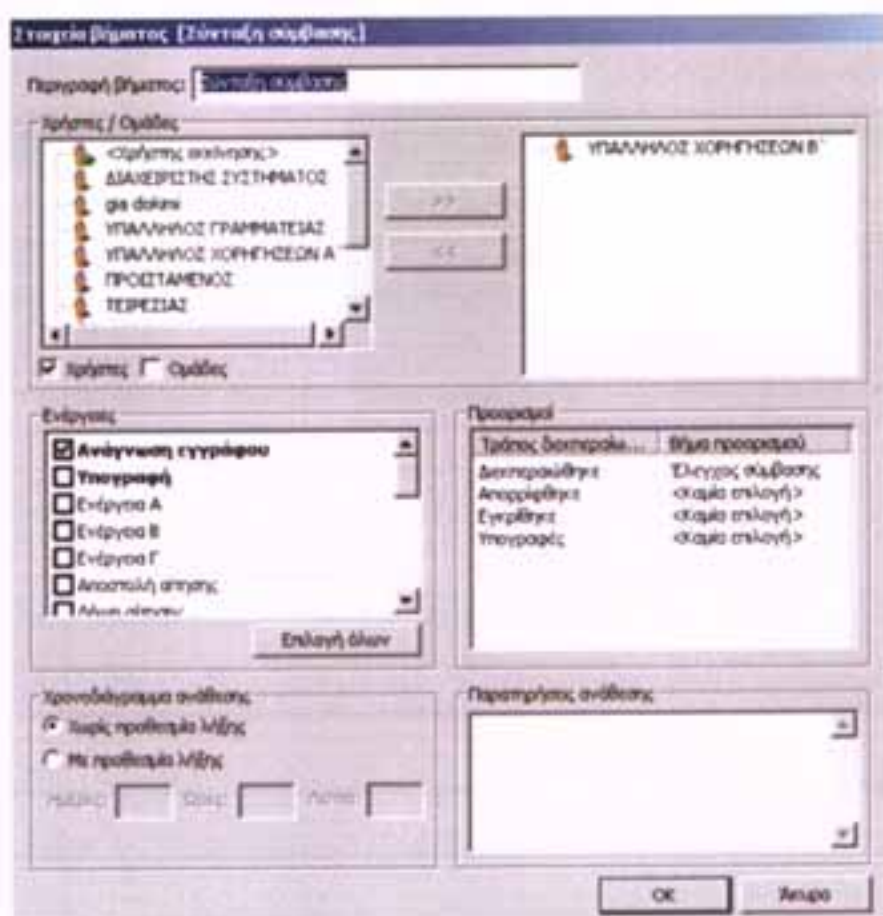 Στοιχεία βήματος [Σύνταξη σύμβασης]
Περιγραφή βήματος: Σύνταξη σύμβασης
Χρήστες / Ομάδες
<Χρήστης εκκίνησης>
ΔΙΑΧΕΙΡΙΣΤΗΣ ΣΥΣΤΗΜΑΤΟΣ
gia dokimi
ΥΠΑΛΛΗΛΟΣ ΓΡΑΜΜΑΤΕΙΑΣ
ΥΠΑΛΛΗΛΟΣ ΧΟΡΗΓΗΣΕΩΝ Α
ΠΡΟΙΣΤΑΜΕΝΟΣ
ΤΕΙΡΕΣΙΑΣ
>>
<<
ΥΠΑΛΛΗΛΟΣ ΧΟΡΗΓΗΣΕΩΝ Β΄
Χρήστες Ομάδες
Ενέργειες
Ανάγνωση εγγράφου
Υπογραφή
Ενέργεια Α
Ενέργεια Β
Ενέργεια Γ
Αποστολή αίτησης
Λήψη αίτησης
Επιλογή όλων
Προορισμοί
Τρόπος διεκπεραίω... Βήμα προορισμού
Διεκπεραιώθηκε Έλεγχος σύμβασης
Απορρίφθηκε <Καμία επιλογή>
Εγκρίθηκε <Καμία επιλογή>
Υπογραφές <Καμία επιλογή>
Χρονοδιάγραμμα ανάθεσης
Χωρίς προθεσμία λήξης
Με προθεσμία λήξης
Ημέρες: Ώρες: Λεπτά:
Παρατηρήσεις ανάθεσης
OK Άκυρο